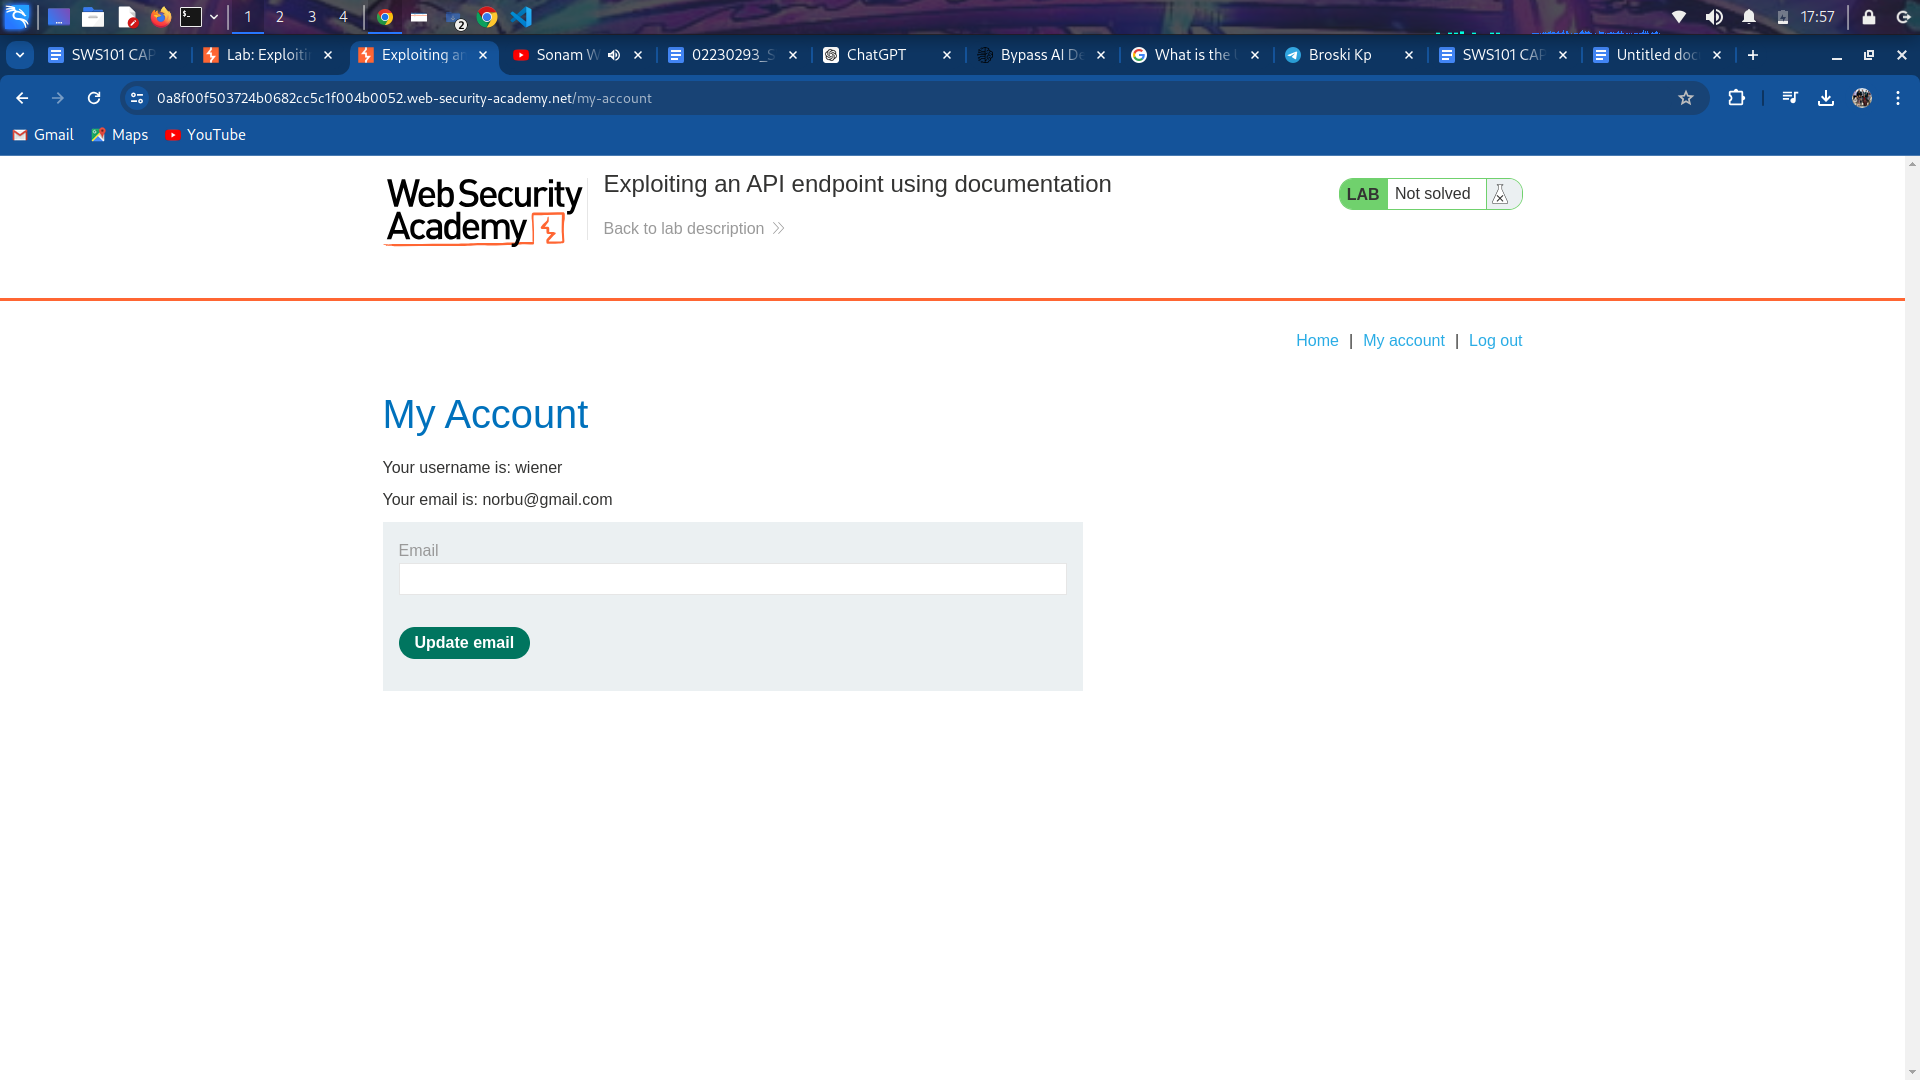 1 2 3 4 2 17:57
SWS101 CAP Lab: Exploitin Exploiting an Sonam W 02230293_S ChatGPT Bypass AI De What is the Broski Kp SWS101 CAP Untitled doc
0a8f00f503724b0682cc5c1f004b0052.web-security-academy.net/my-account
Gmail Maps YouTube
Web Security
Academy
Exploiting an API endpoint using documentation
LAB Not solved
Back to lab description
Home | My account | Log out
My Account
Your username is: wiener
Your email is: norbu@gmail.com
Email
Update email